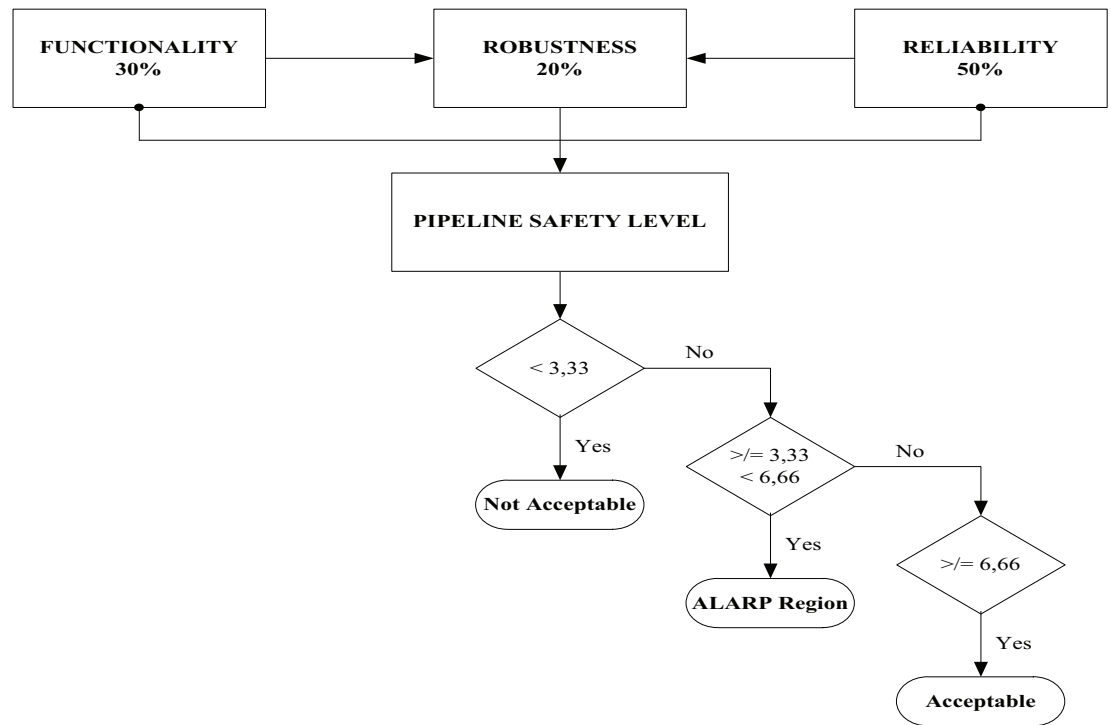 FUNCTIONALITY
30%
ROBUSTNESS
20%
RELIABILITY
50%
PIPELINE SAFETY LEVEL
< 3,33
No
Yes
Not Acceptable
>/= 3,33
< 6,66
No
Yes
ALARP Region
>/= 6,66
Yes
Acceptable